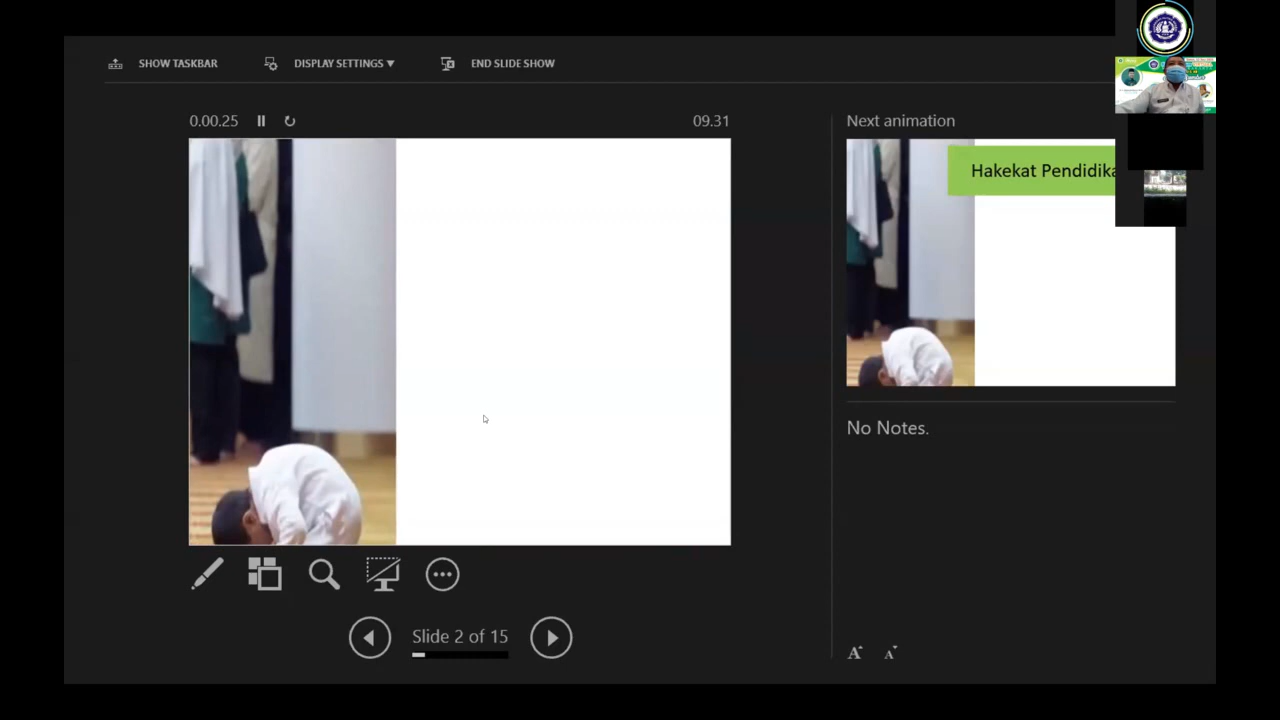 SHOW TASKBAR
DISPLAY SETTINGS ▼
END SLIDE SHOW
0.00.25
09.31
Next animation
Hakekat Pendidika
No Notes.
Slide 2 of 15